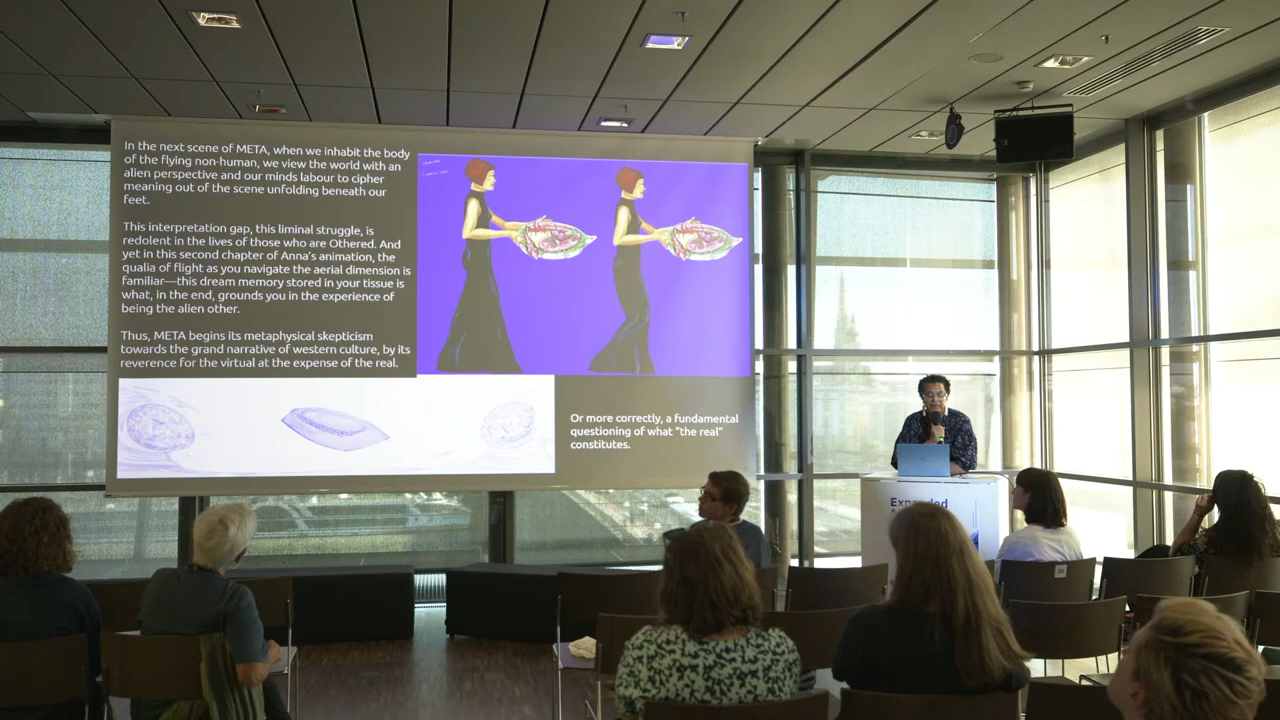 In the next scene of META, when we inhabit the body
of the flying non-human, we view the world with an
alien perspective and our minds labour to cipher
meaning out of the scene unfolding beneath our
feet.
This interpretation gap, this liminal struggle, is
redolent in the lives of those who are Othered. And
yet in this second chapter of Anna's animation, the
qualia of flight as you navigate the aerial dimension is
familiar—this dream memory stored in your tissue is
what, in the end, grounds you in the experience of
being the alien other.
Thus, META begins its metaphysical skepticism
towards the grand narrative of western culture, by its
reverence for the virtual at the expense of the real.
Or more correctly, a fundamental
questioning of what "the real"
constitutes.
Expanded